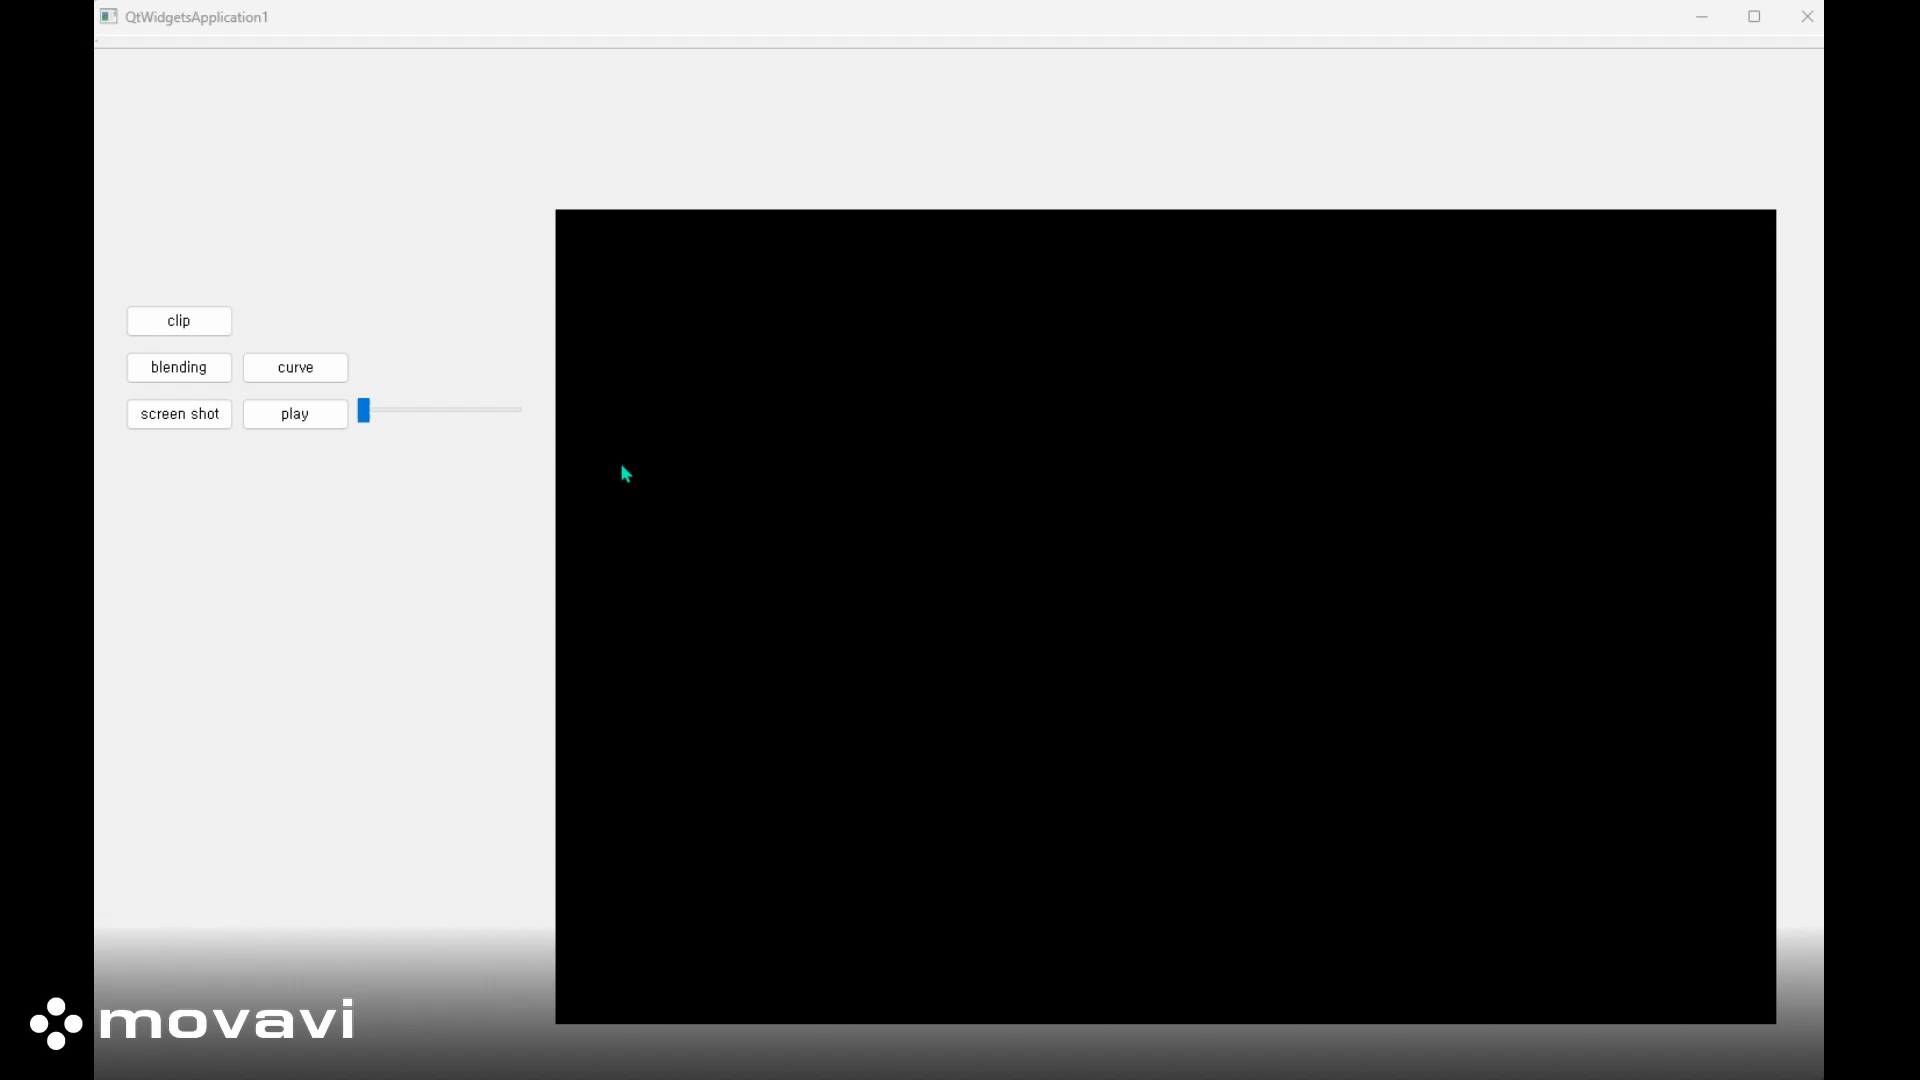 QtWidgetsApplication1
clip
blending curve
screen shot play
movavi